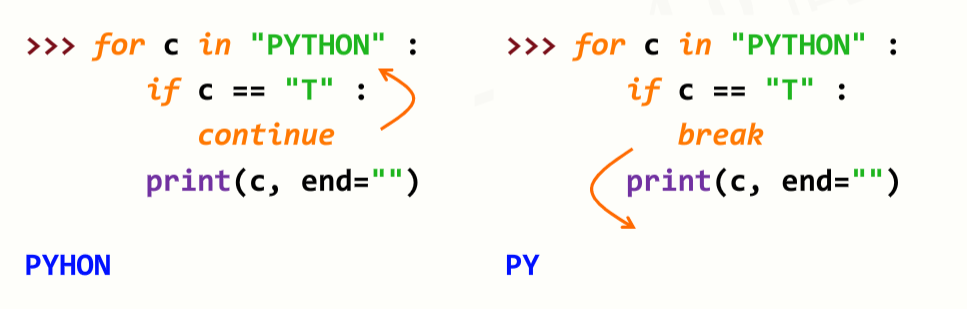 >>> for c in "PYTHON" :
if c == "T" :
continue
print(c, end="")
PYHON
>>> for c in "PYTHON" :
if c == "T" :
break
print(c, end="")
PY